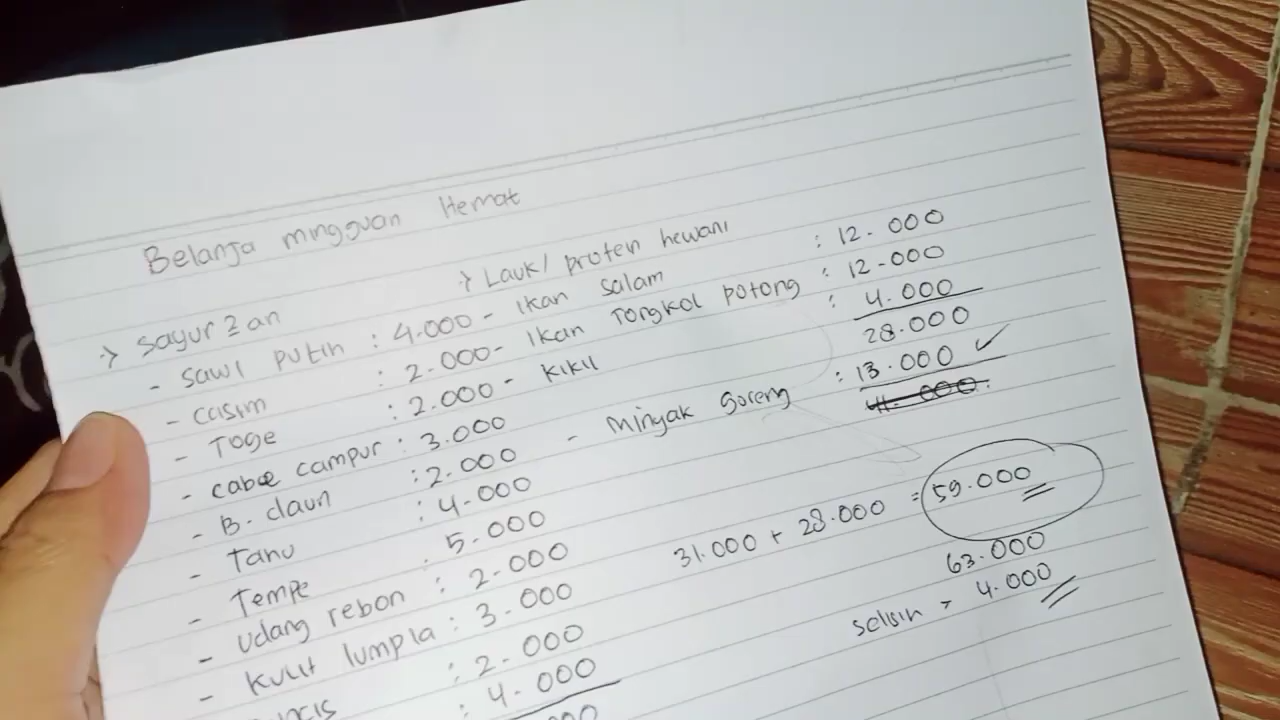 Belanja mingguan Hemat
→ sayur2an
- sawi putih : 4.000
- casim : 2.000
- Toge : 2.000
- cabe campur : 3.000
- B. daun : 2.000
- Tahu : 4.000
- Tempe : 5.000
- Udang rebon : 2.000
- kulit lumpia : 3.000
: 2.000
: 4.000
→ Lauk/ protein hewani
- Ikan salam : 12.000
- Ikan Tongkol potong : 12.000
- kikil : 4.000
28.000
- Minyak goreng : 13.000 ✓
31.000 + 28.000 = 59.000
63.000
selisih > 4.000